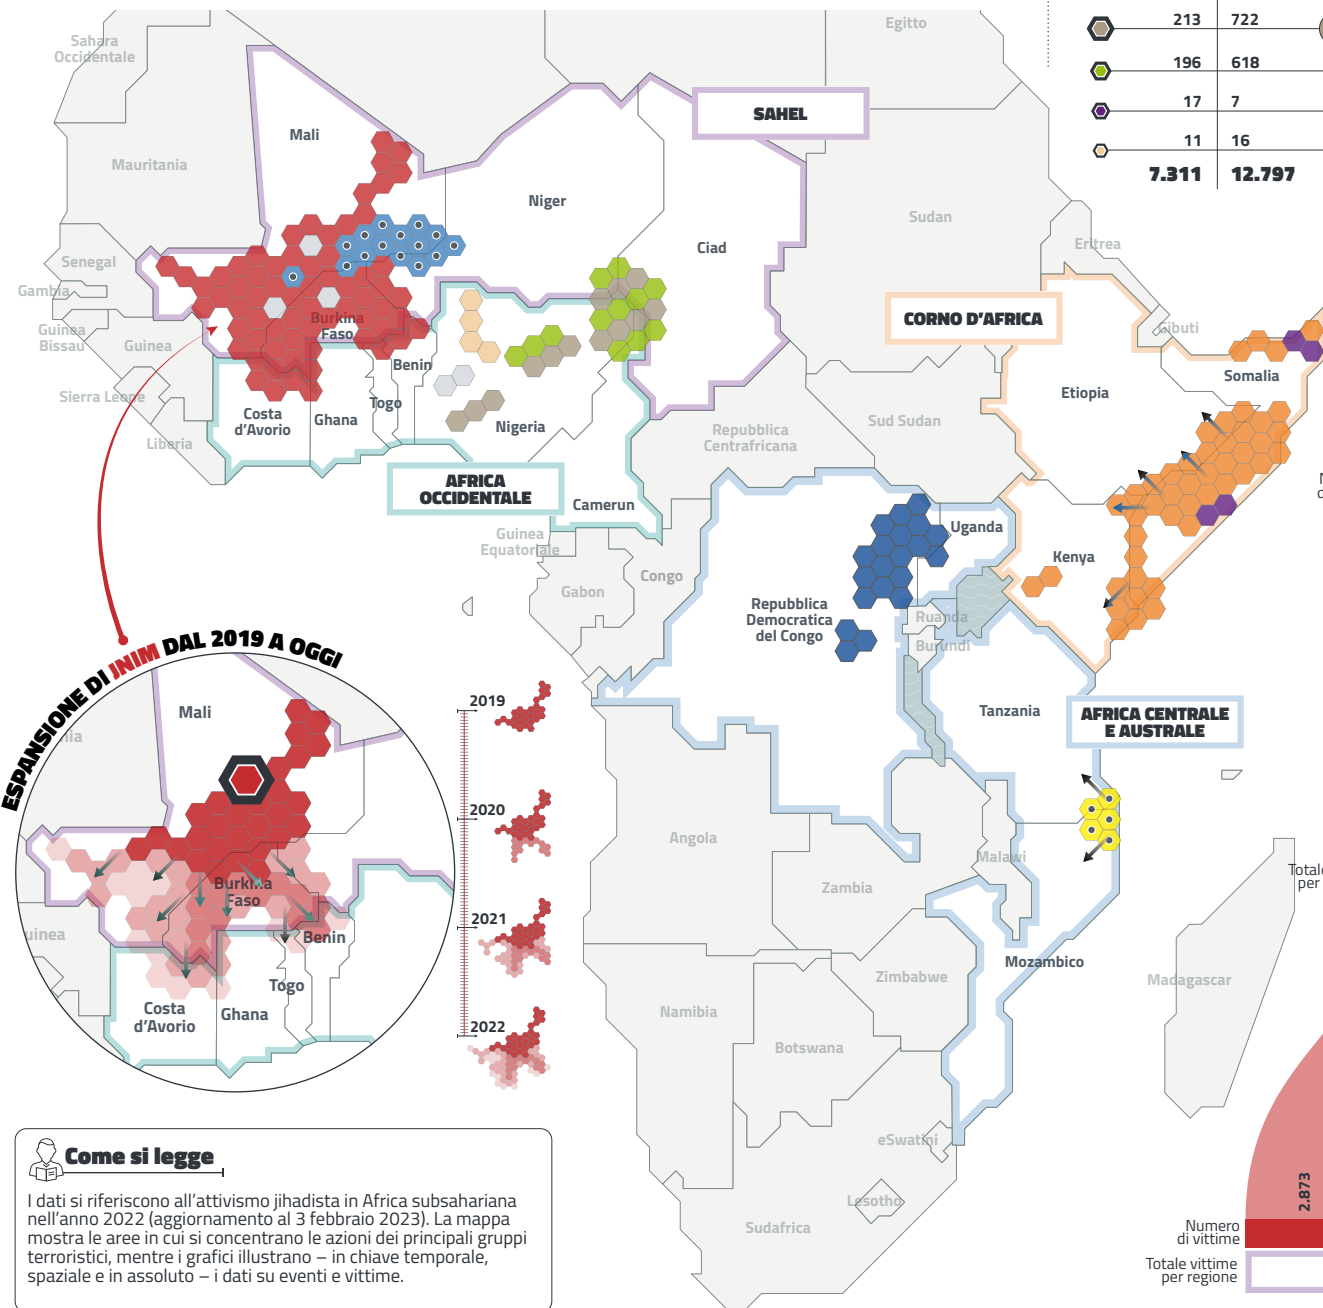 213 722
196 618
17 7
11 16
7.311 12.797
Egitto
Sahara
Occidentale
SAHEL
Mali
Mauritania
Niger
Ciad
Sudan
Eritrea
Senegal
Gambia
Guinea
Bissau
Guinea
Burkina
Faso
CORNO D'AFRICA
Gibuti
Sierra Leone
Liberia
Benin
Togo
Costa
d'Avorio
Ghana
Nigeria
Somalia
Etiopia
Sud Sudan
Repubblica
Centrafricana
AFRICA
OCCIDENTALE
Camerun
Guinea
Equatoriale
Uganda
Kenya
Gabon
Congo
Repubblica
Democratica
del Congo
Ruanda
Burundi
Tanzania
AFRICA CENTRALE
E AUSTRALE
ESPANSIONE DI JNIM DAL 2019 A OGGI
Mali
nia
Burkina
Faso
uinea
Benin
Togo
Costa
d'Avorio
Ghana
2019
2020
2021
2022
Angola
Zambia
Malawi
Mozambico
Zimbabwe
Namibia
Botswana
Madagascar
eSwatini
Lesotho
Sudafrica
Totale
per
2.873
Numero
di vittime
Totale vittime
per regione
Come si legge
I dati si riferiscono all'attivismo jihadista in Africa subsahariana
nell'anno 2022 (aggiornamento al 3 febbraio 2023). La mappa
mostra le aree in cui si concentrano le azioni dei principali gruppi
terroristici, mentre i grafici illustrano – in chiave temporale,
spaziale e in assoluto – i dati su eventi e vittime.